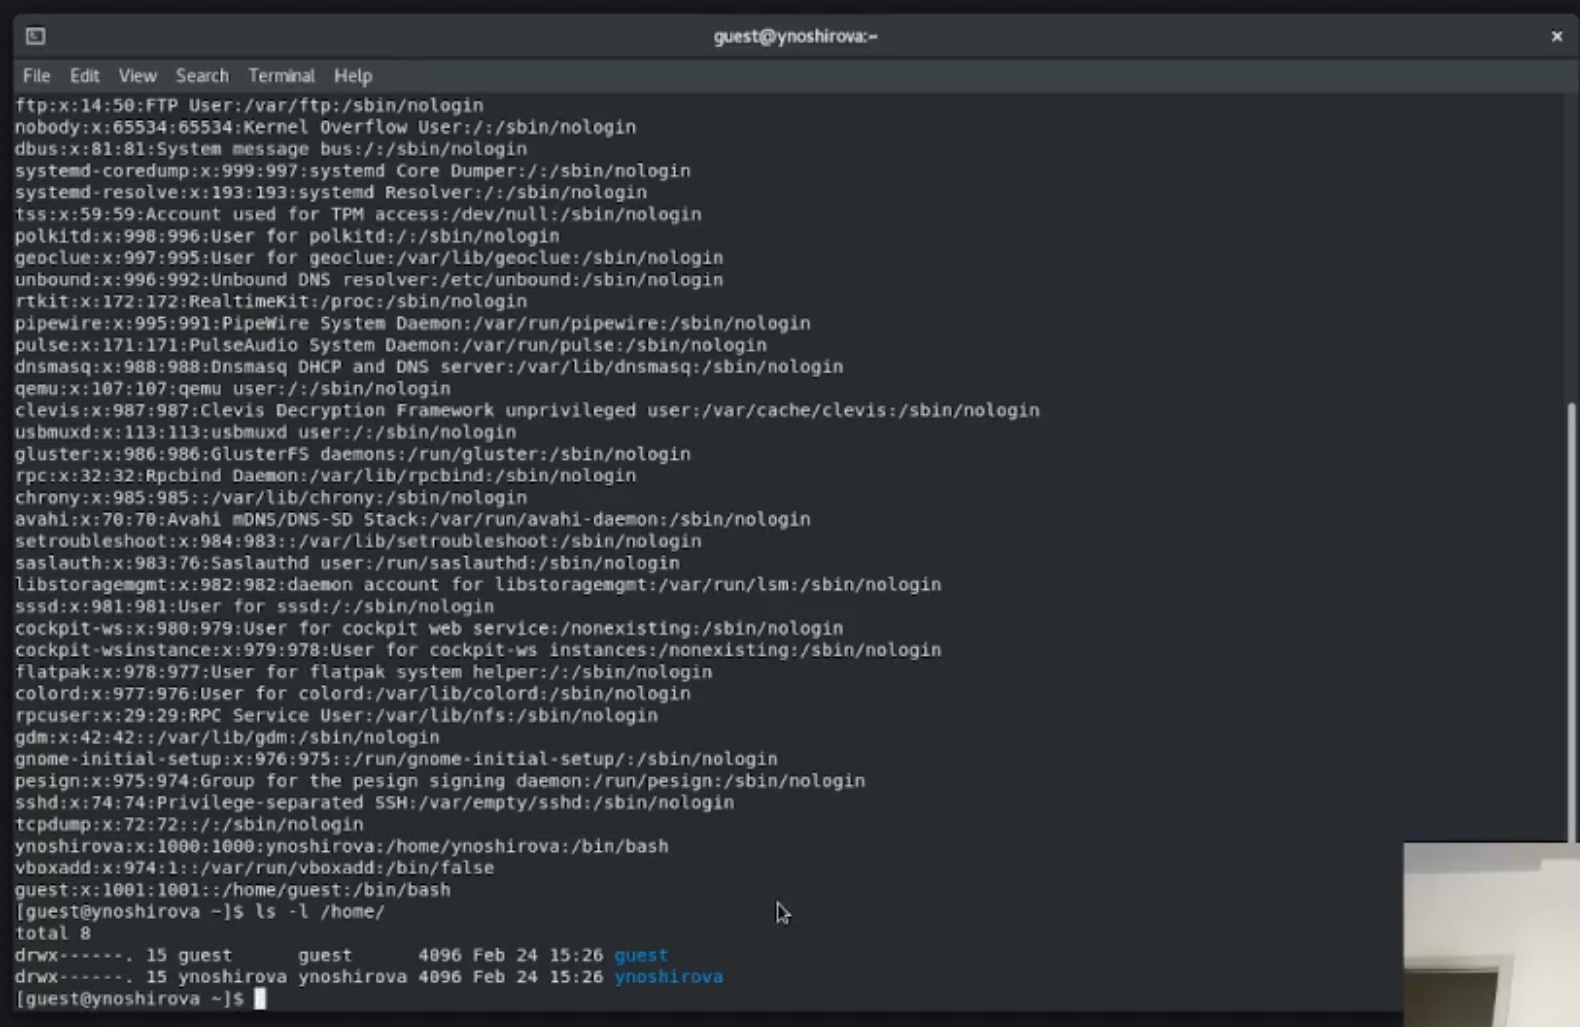 guest@ynoshirova:~
File Edit View Search Terminal Help
ftp:x:14:50:FTP User:/var/ftp:/sbin/nologin
nobody:x:65534:65534:Kernel Overflow User:/:/sbin/nologin
dbus:x:81:81:System message bus:/:/sbin/nologin
systemd-coredump:x:999:997:systemd Core Dumper:/:/sbin/nologin
systemd-resolve:x:193:193:systemd Resolver:/:/sbin/nologin
tss:x:59:59:Account used for TPM access:/dev/null:/sbin/nologin
polkitd:x:998:996:User for polkitd:/:/sbin/nologin
geoclue:x:997:995:User for geoclue:/var/lib/geoclue:/sbin/nologin
unbound:x:996:992:Unbound DNS resolver:/etc/unbound:/sbin/nologin
rtkit:x:172:172:RealtimeKit:/proc:/sbin/nologin
pipewire:x:995:991:PipeWire System Daemon:/var/run/pipewire:/sbin/nologin
pulse:x:171:171:PulseAudio System Daemon:/var/run/pulse:/sbin/nologin
dnsmasq:x:988:988:Dnsmasq DHCP and DNS server:/var/lib/dnsmasq:/sbin/nologin
qemu:x:107:107:qemu user:/:/sbin/nologin
clevis:x:987:987:Clevis Decryption Framework unprivileged user:/var/cache/clevis:/sbin/nologin
usbmuxd:x:113:113:usbmuxd user:/:/sbin/nologin
gluster:x:986:986:GlusterFS daemons:/run/gluster:/sbin/nologin
rpc:x:32:32:Rpcbind Daemon:/var/lib/rpcbind:/sbin/nologin
chrony:x:985:985::/var/lib/chrony:/sbin/nologin
avahi:x:70:70:Avahi mDNS/DNS-SD Stack:/var/run/avahi-daemon:/sbin/nologin
setroubleshoot:x:984:983::/var/lib/setroubleshoot:/sbin/nologin
saslauth:x:983:76:Saslauthd user:/run/saslauthd:/sbin/nologin
libstoragemgmt:x:982:982:daemon account for libstoragemgmt:/var/run/lsm:/sbin/nologin
sssd:x:981:981:User for sssd:/:/sbin/nologin
cockpit-ws:x:980:979:User for cockpit web service:/nonexisting:/sbin/nologin
cockpit-wsinstance:x:979:978:User for cockpit-ws instances:/nonexisting:/sbin/nologin
flatpak:x:978:977:User for flatpak system helper:/:/sbin/nologin
colord:x:977:976:User for colord:/var/lib/colord:/sbin/nologin
rpcuser:x:29:29:RPC Service User:/var/lib/nfs:/sbin/nologin
gdm:x:42:42::/var/lib/gdm:/sbin/nologin
gnome-initial-setup:x:976:975::/run/gnome-initial-setup/:/sbin/nologin
pesign:x:975:974:Group for the pesign signing daemon:/run/pesign:/sbin/nologin
sshd:x:74:74:Privilege-separated SSH:/var/empty/sshd:/sbin/nologin
tcpdump:x:72:72::/:/sbin/nologin
ynoshirova:x:1000:1000:ynoshirova:/home/ynoshirova:/bin/bash
vboxadd:x:974:1::/var/run/vboxadd:/bin/false
guest:x:1001:1001::/home/guest:/bin/bash
[guest@ynoshirova ~]$ ls -l /home/
total 8
drwx------. 15 guest      guest      4096 Feb 24 15:26 guest
drwx------. 15 ynoshirova ynoshirova 4096 Feb 24 15:26 ynoshirova
[guest@ynoshirova ~]$